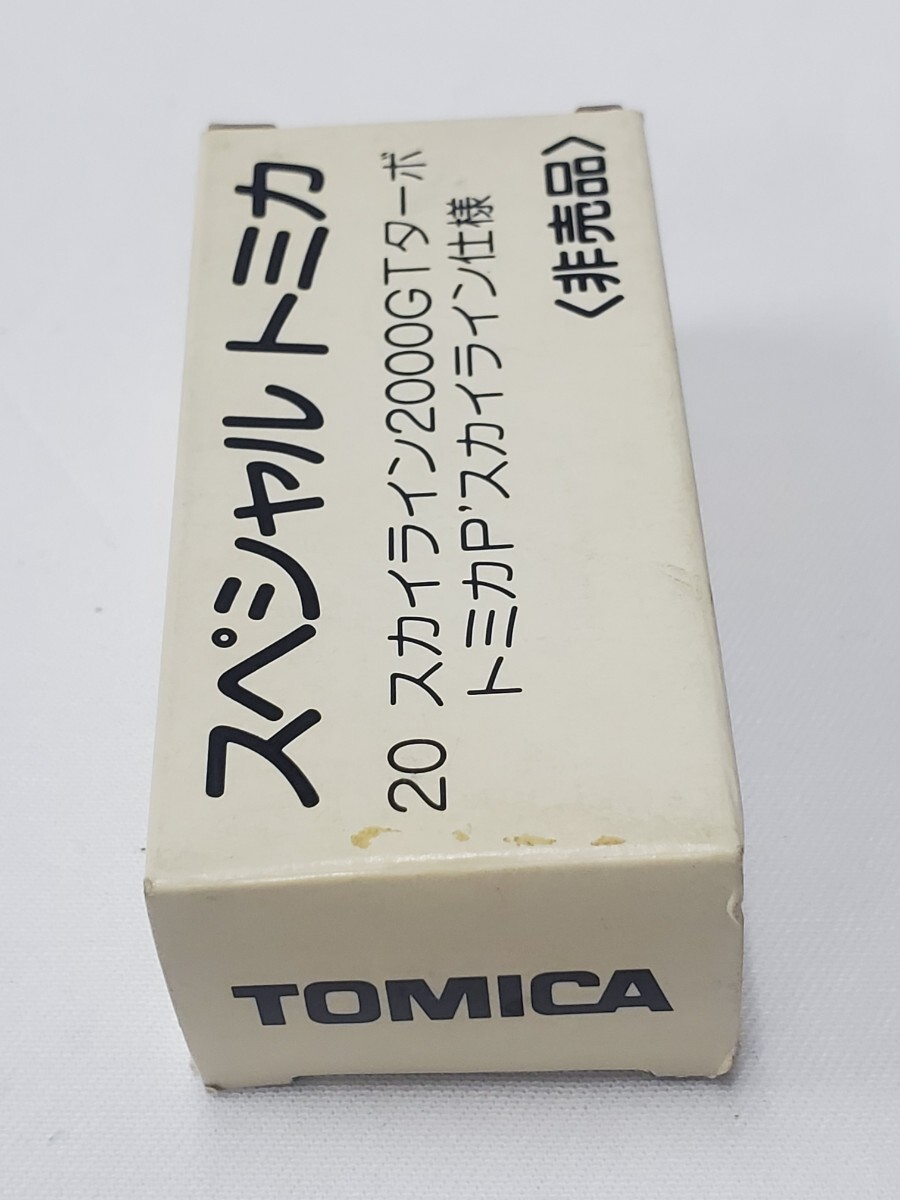 スペシャルトミカ
20 スカイライン2000GTターボ
トミカP'スカイライン仕様
〈非売品〉
TOMICA